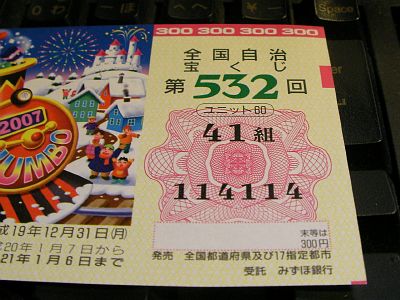 300 300 300 300
全国自治
宝くじ
第532回
ユニット60
41組
114114
2007
JUMBO
成19年12月31日(月)
成20年1月7日から
21年1月6日まで
末等は
300円
発売 全国都道府県及び17指定都市
受託 みずほ銀行